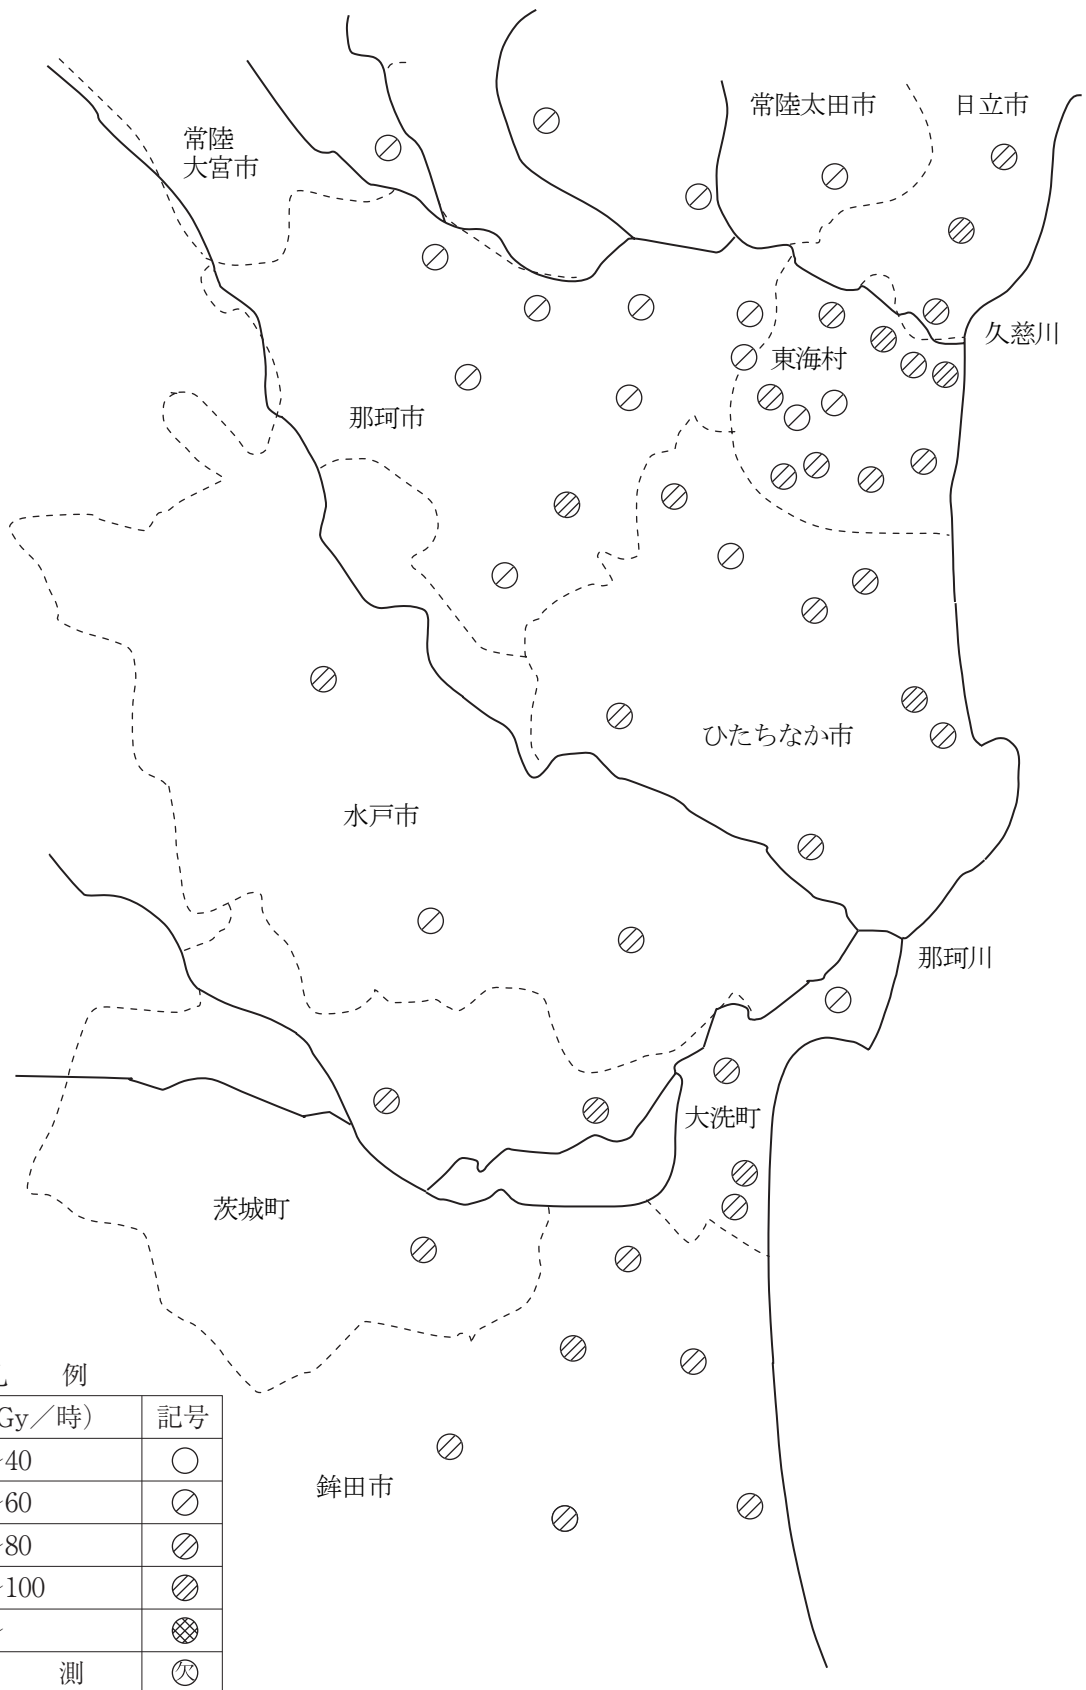 常陸太田市
日立市
常陸
大宮市
久慈川
東海村
那珂市
ひたちなか市
水戸市
那珂川
大洗町
茨城町
例
Gy/時) 記号
40
60
80
~100
~
測 欠
鉾田市